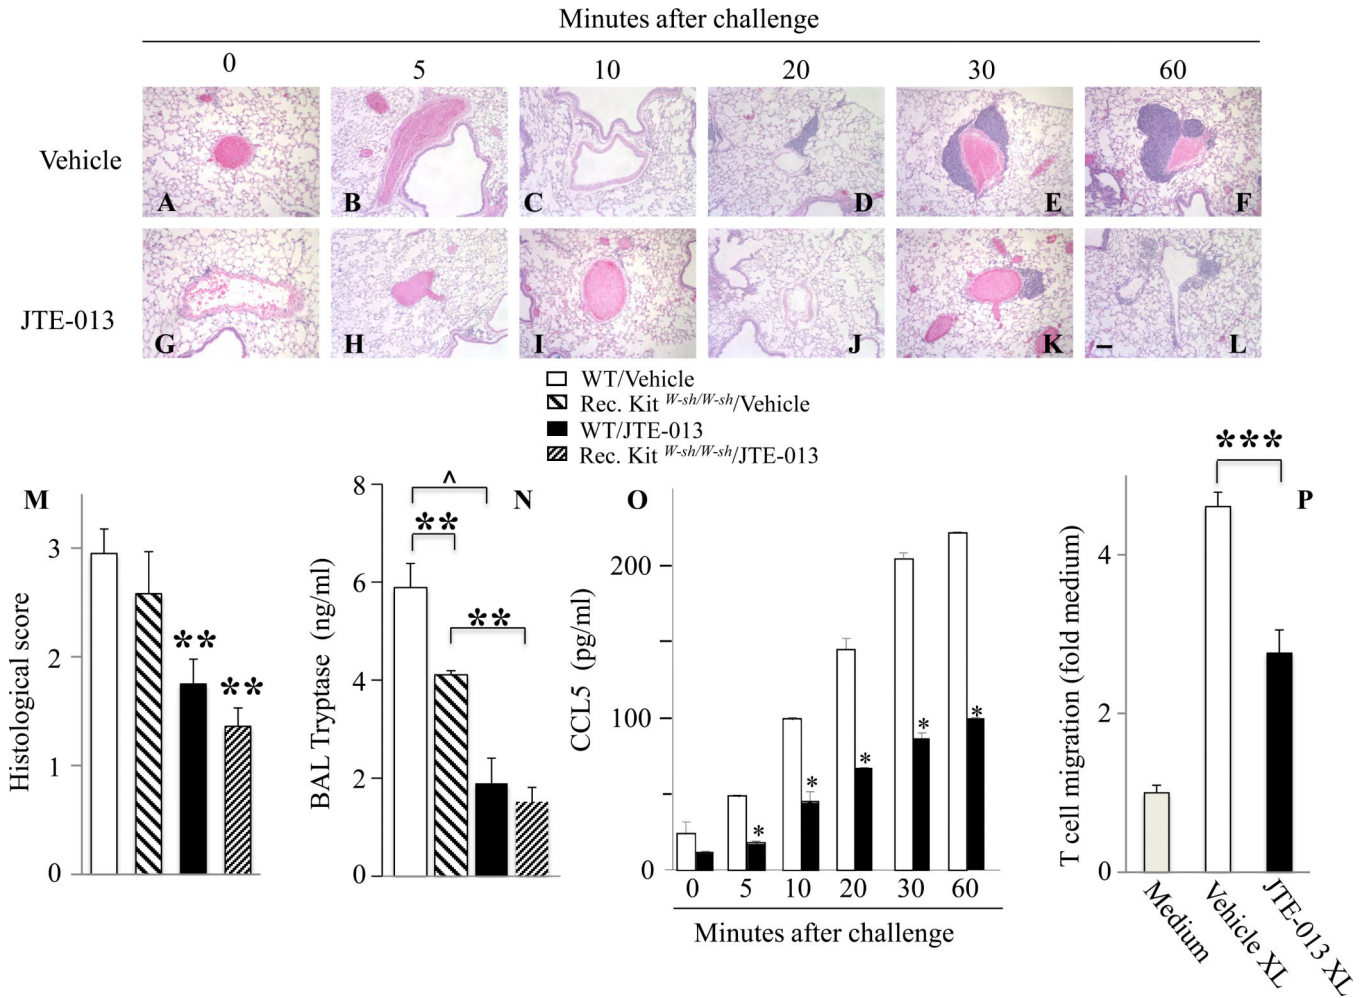 Minutes after challenge
0 5 10 20 30 60
Vehicle
A B C D E F
JTE-013
G H I J K L
WT/Vehicle
Rec. Kit W-sh/W-sh/Vehicle
WT/JTE-013
Rec. Kit W-sh/W-sh/JTE-013
M
Histological score
3
2
1
0
**
**
N
BAL Tryptase (ng/ml)
8
6
4
2
0
^
**
**
O
CCL5 (pg/ml)
200
100
0
* * * * *
0 5 10 20 30 60
Minutes after challenge
P
T cell migration (fold medium)
4
2
0
***
Medium
Vehicle XL
JTE-013 XL